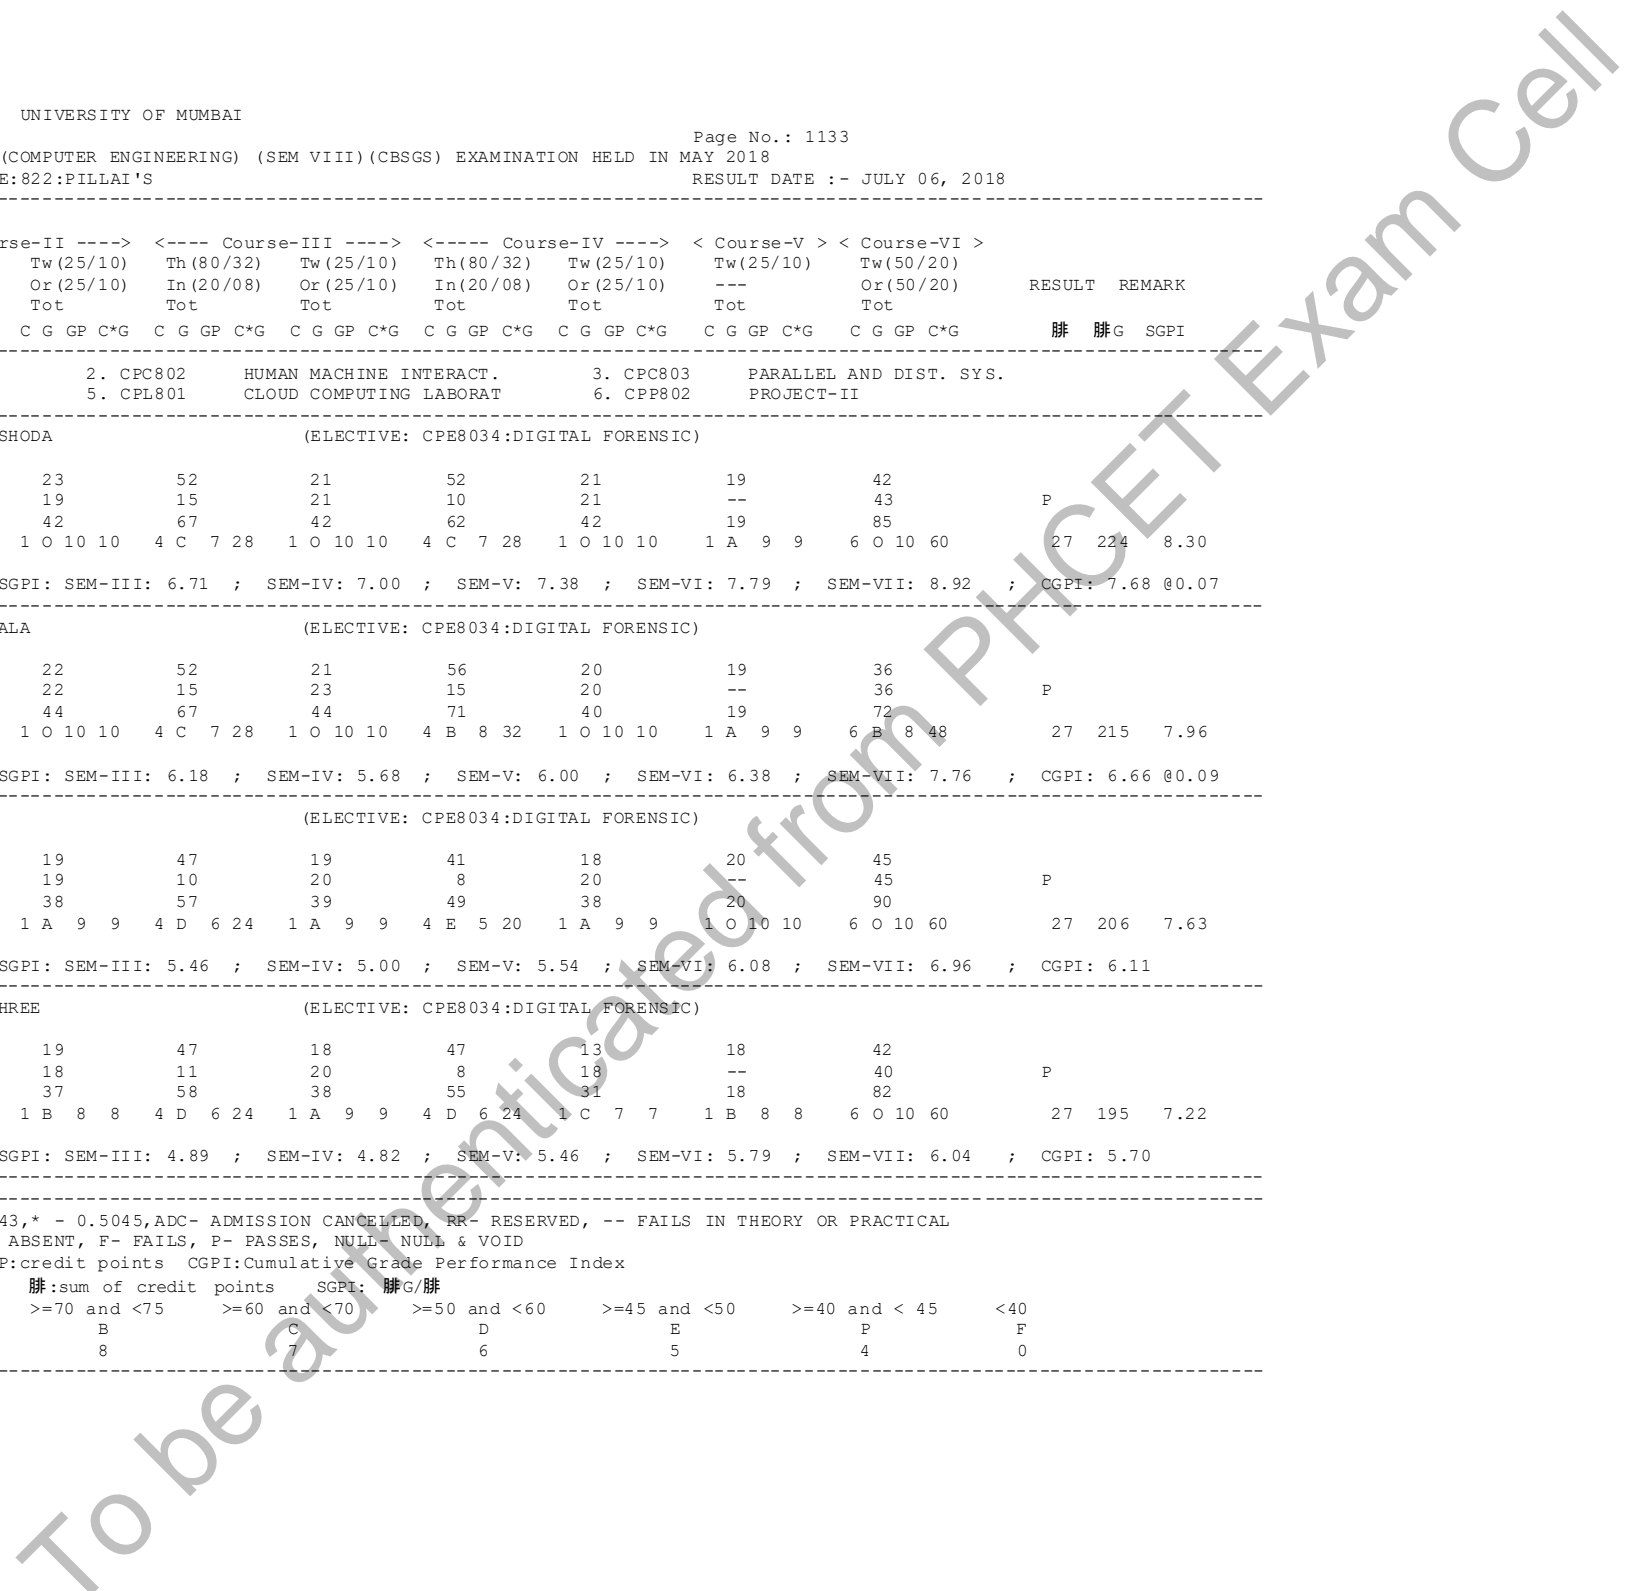 UNIVERSITY OF MUMBAI
Page No.: 1133
(COMPUTER ENGINEERING) (SEM VIII)(CBSGS) EXAMINATION HELD IN MAY 2018
E:822:PILLAI'S RESULT DATE :- JULY 06, 2018
rse-II ----> <---- Course-III ----> <----- Course-IV ----> < Course-V > < Course-VI >
Tw(25/10) Th(80/32) Tw(25/10) Th(80/32) Tw(25/10) Tw(25/10) Tw(50/20)
Or(25/10) In(20/08) Or(25/10) In(20/08) Or(25/10) --- Or(50/20) RESULT REMARK
Tot Tot Tot Tot Tot Tot Tot
C G GP C*G C G GP C*G C G GP C*G C G GP C*G C G GP C*G C G GP C*G C G GP C*G 腓 腓G SGPI
2. CPC802 HUMAN MACHINE INTERACT. 3. CPC803 PARALLEL AND DIST. SYS.
5. CPL801 CLOUD COMPUTING LABORAT 6. CPP802 PROJECT-II
SHODA (ELECTIVE: CPE8034:DIGITAL FORENSIC)
23 52 21 52 21 19 42
19 15 21 10 21 -- 43 P
42 67 42 62 42 19 85
1 O 10 10 4 C 7 28 1 O 10 10 4 C 7 28 1 O 10 10 1 A 9 9 6 O 10 60 27 224 8.30
SGPI: SEM-III: 6.71 ; SEM-IV: 7.00 ; SEM-V: 7.38 ; SEM-VI: 7.79 ; SEM-VII: 8.92 ; CGPI: 7.68 @0.07
ALA (ELECTIVE: CPE8034:DIGITAL FORENSIC)
22 52 21 56 20 19 36
22 15 23 15 20 -- 36 P
44 67 44 71 40 19 72
1 O 10 10 4 C 7 28 1 O 10 10 4 B 8 32 1 O 10 10 1 A 9 9 6 B 8 48 27 215 7.96
SGPI: SEM-III: 6.18 ; SEM-IV: 5.68 ; SEM-V: 6.00 ; SEM-VI: 6.38 ; SEM-VII: 7.76 ; CGPI: 6.66 @0.09
(ELECTIVE: CPE8034:DIGITAL FORENSIC)
19 47 19 41 18 20 45
19 10 20 8 20 -- 45 P
38 57 39 49 38 20 90
1 A 9 9 4 D 6 24 1 A 9 9 4 E 5 20 1 A 9 9 1 O 10 10 6 O 10 60 27 206 7.63
SGPI: SEM-III: 5.46 ; SEM-IV: 5.00 ; SEM-V: 5.54 ; SEM-VI: 6.08 ; SEM-VII: 6.96 ; CGPI: 6.11
HREE (ELECTIVE: CPE8034:DIGITAL FORENSIC)
19 47 18 47 13 18 42
18 11 20 8 18 -- 40 P
37 58 38 55 31 18 82
1 B 8 8 4 D 6 24 1 A 9 9 4 D 6 24 1 C 7 7 1 B 8 8 6 O 10 60 27 195 7.22
SGPI: SEM-III: 4.89 ; SEM-IV: 4.82 ; SEM-V: 5.46 ; SEM-VI: 5.79 ; SEM-VII: 6.04 ; CGPI: 5.70
43,* - 0.5045,ADC- ADMISSION CANCELLED, RR- RESERVED, -- FAILS IN THEORY OR PRACTICAL
ABSENT, F- FAILS, P- PASSES, NULL- NULL & VOID
P:credit points CGPI:Cumulative Grade Performance Index
腓:sum of credit points SGPI: 腓G/腓
>=70 and <75 >=60 and <70 >=50 and <60 >=45 and <50 >=40 and < 45 <40
B C D E P F
8 7 6 5 4 0
To be authenticated from PHCET Exam Cell